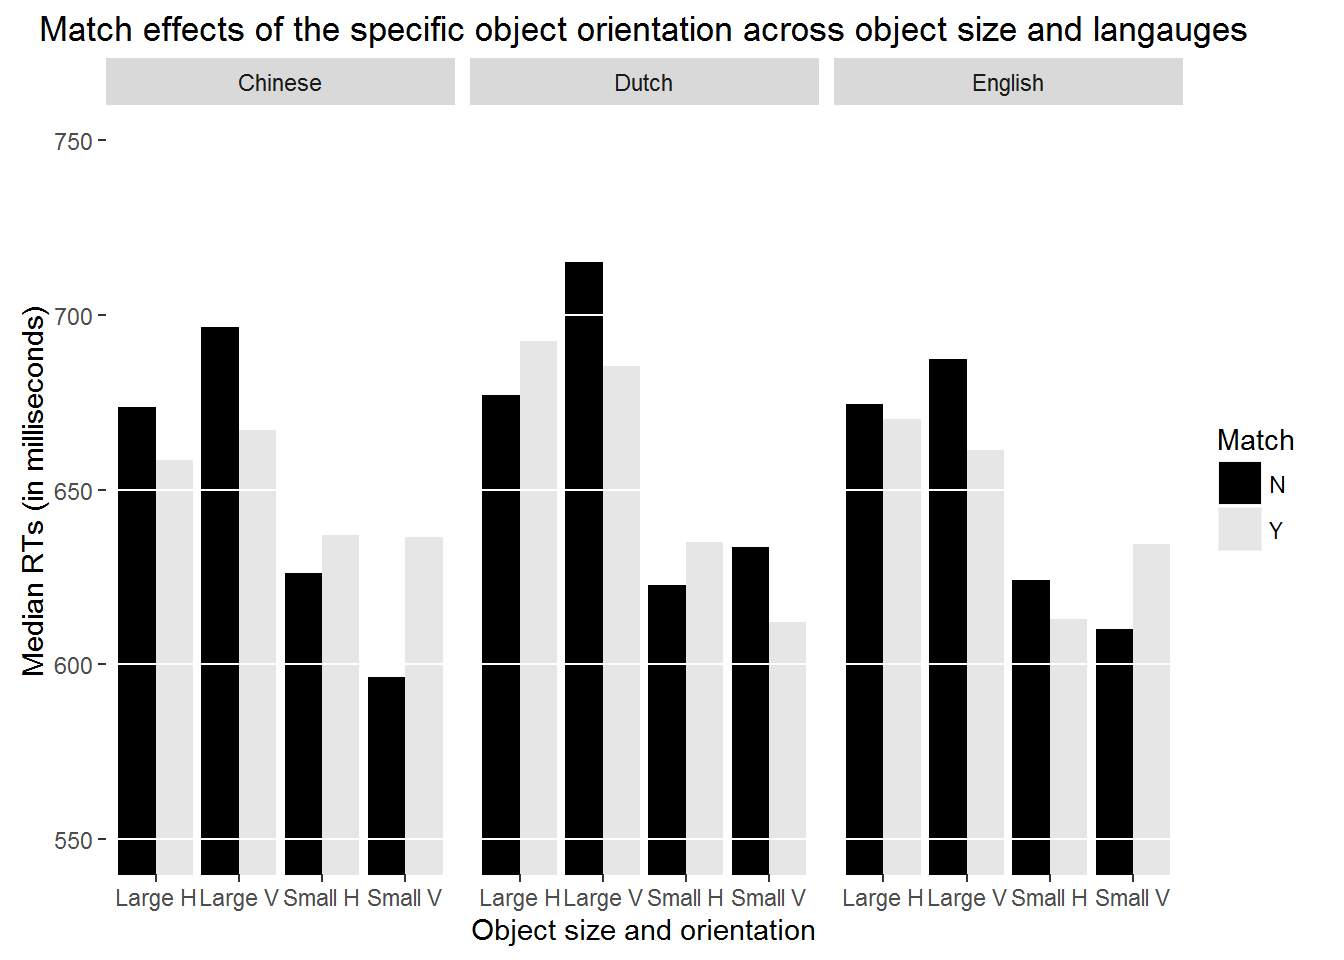 Match effects of the specific object orientation across object size and langauges
Chinese Dutch English
750
700
650
600
550
Median RTs (in milliseconds)
Large H Large V Small H Small V Large H Large V Small H Small V Large H Large V Small H Small V
Object size and orientation
Match
N
Y